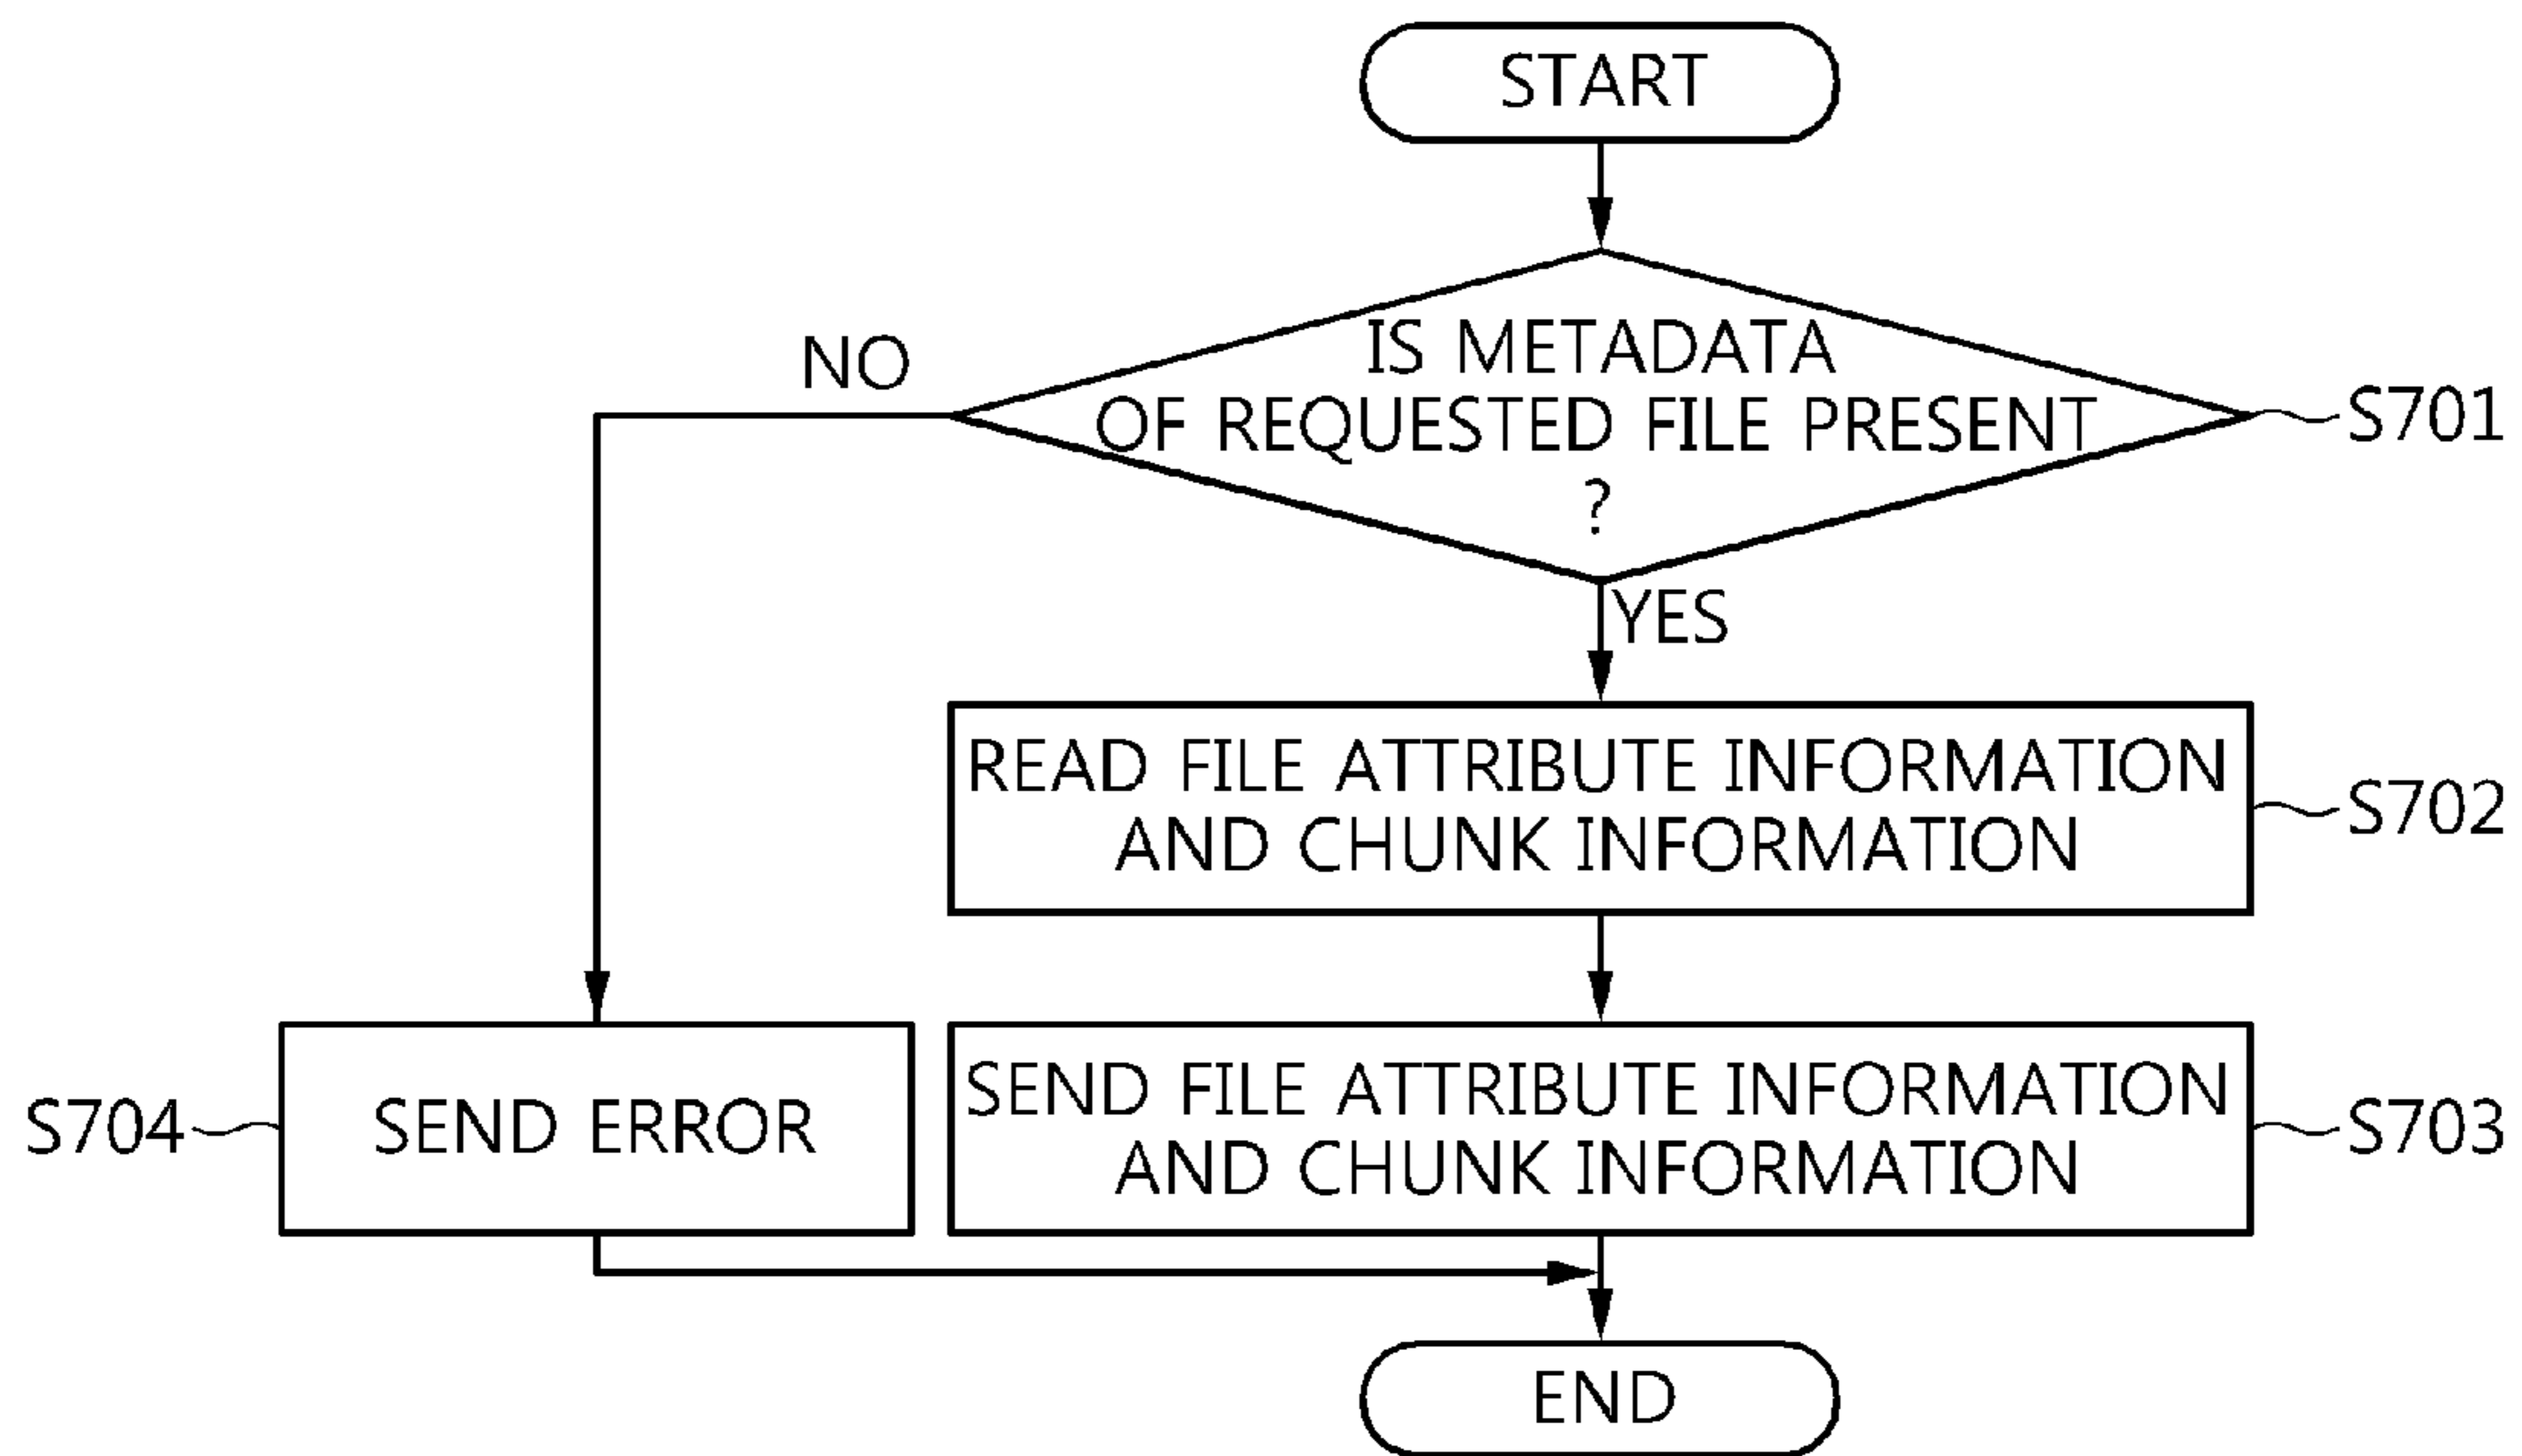 START
NO
IS METADATA
OF REQUESTED FILE PRESENT
?
S701
YES
READ FILE ATTRIBUTE INFORMATION
AND CHUNK INFORMATION
S702
S704
SEND ERROR
SEND FILE ATTRIBUTE INFORMATION
AND CHUNK INFORMATION
S703
END